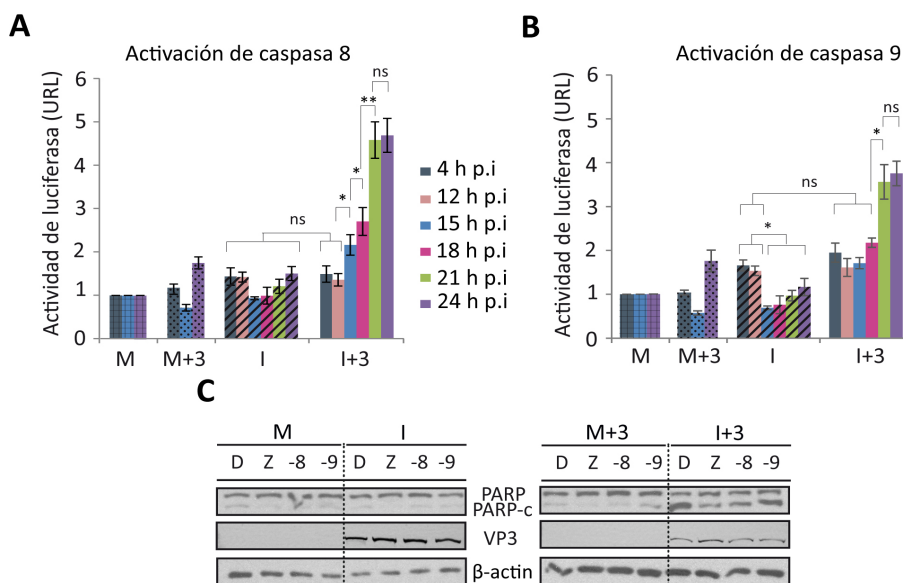 A
Activación de caspasa 8
Actividad de luciferasa (URL)
6
5
4
3
2
1
0
ns
*
*
**
ns
M
M+3
I
I+3
4 h p.i
12 h p.i
15 h p.i
18 h p.i
21 h p.i
24 h p.i
B
Activación de caspasa 9
Actividad de luciferasa (URL)
6
5
4
3
2
1
0
*
ns
*
ns
M
M+3
I
I+3
C
M I
D Z -8 -9 D Z -8 -9
M+3 I+3
D Z -8 -9 D Z -8 -9
PARP
PARP-c
VP3
β-actin